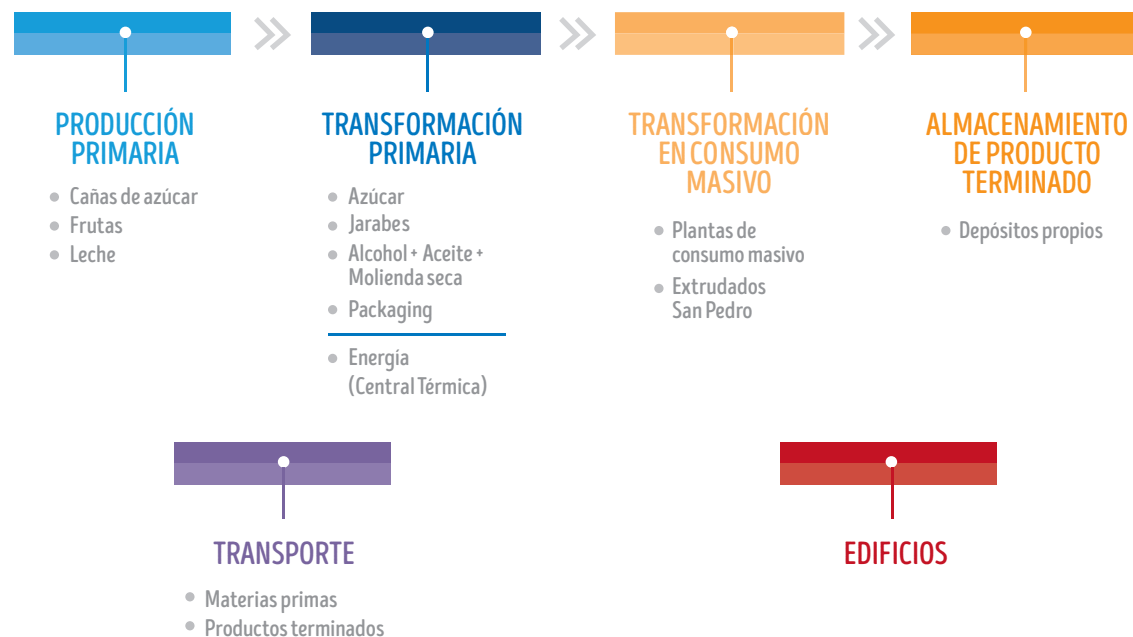 PRODUCCIÓN
PRIMARIA
Cañas de azúcar
Frutas
Leche
TRANSFORMACIÓN
PRIMARIA
Azúcar
Jarabes
Alcohol + Aceite +
Molienda seca
Packaging
Energía
(Central Térmica)
TRANSFORMACIÓN
EN CONSUMO
MASIVO
Plantas de
consumo masivo
Extrudados
San Pedro
ALMACENAMIENTO
DE PRODUCTO
TERMINADO
Depósitos propios
TRANSPORTE
Materias primas
Productos terminados
EDIFICIOS